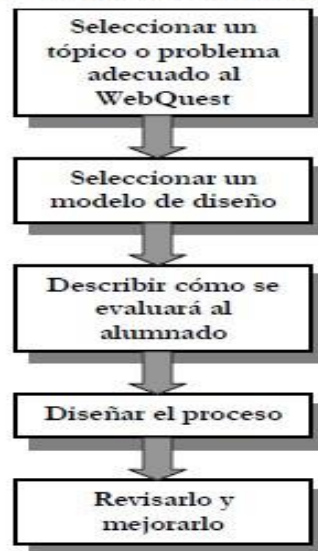 Seleccionar un
tópico o problema
adecuado al
WebQuest
Seleccionar un
modelo de diseño
Describir cómo se
evaluará al
alumnado
Diseñar el proceso
Revisarlo y
mejorarlo